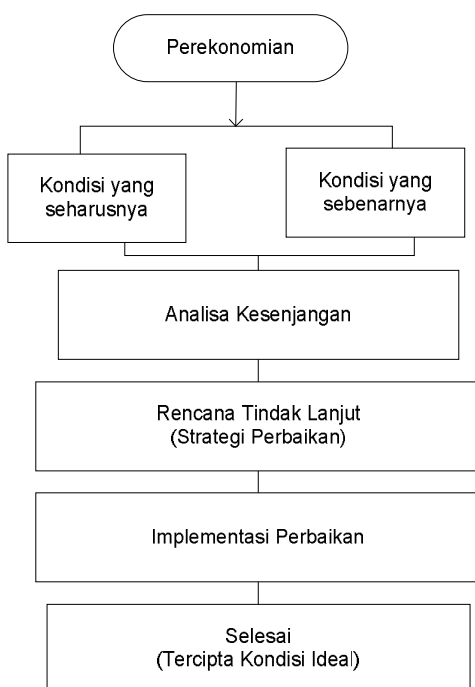 Perekonomian
Kondisi yang
seharusnya
Kondisi yang
sebenarnya
Analisa Kesenjangan
Rencana Tindak Lanjut
(Strategi Perbaikan)
Implementasi Perbaikan
Selesai
(Tercipta Kondisi Ideal)